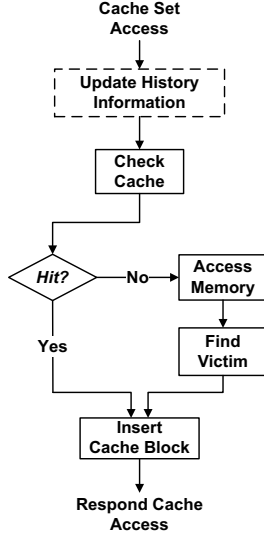 Cache Set
Access
Update History
Information
Check
Cache
Hit?
No
Access
Memory
Yes
Find
Victim
Insert
Cache Block
Respond Cache
Access